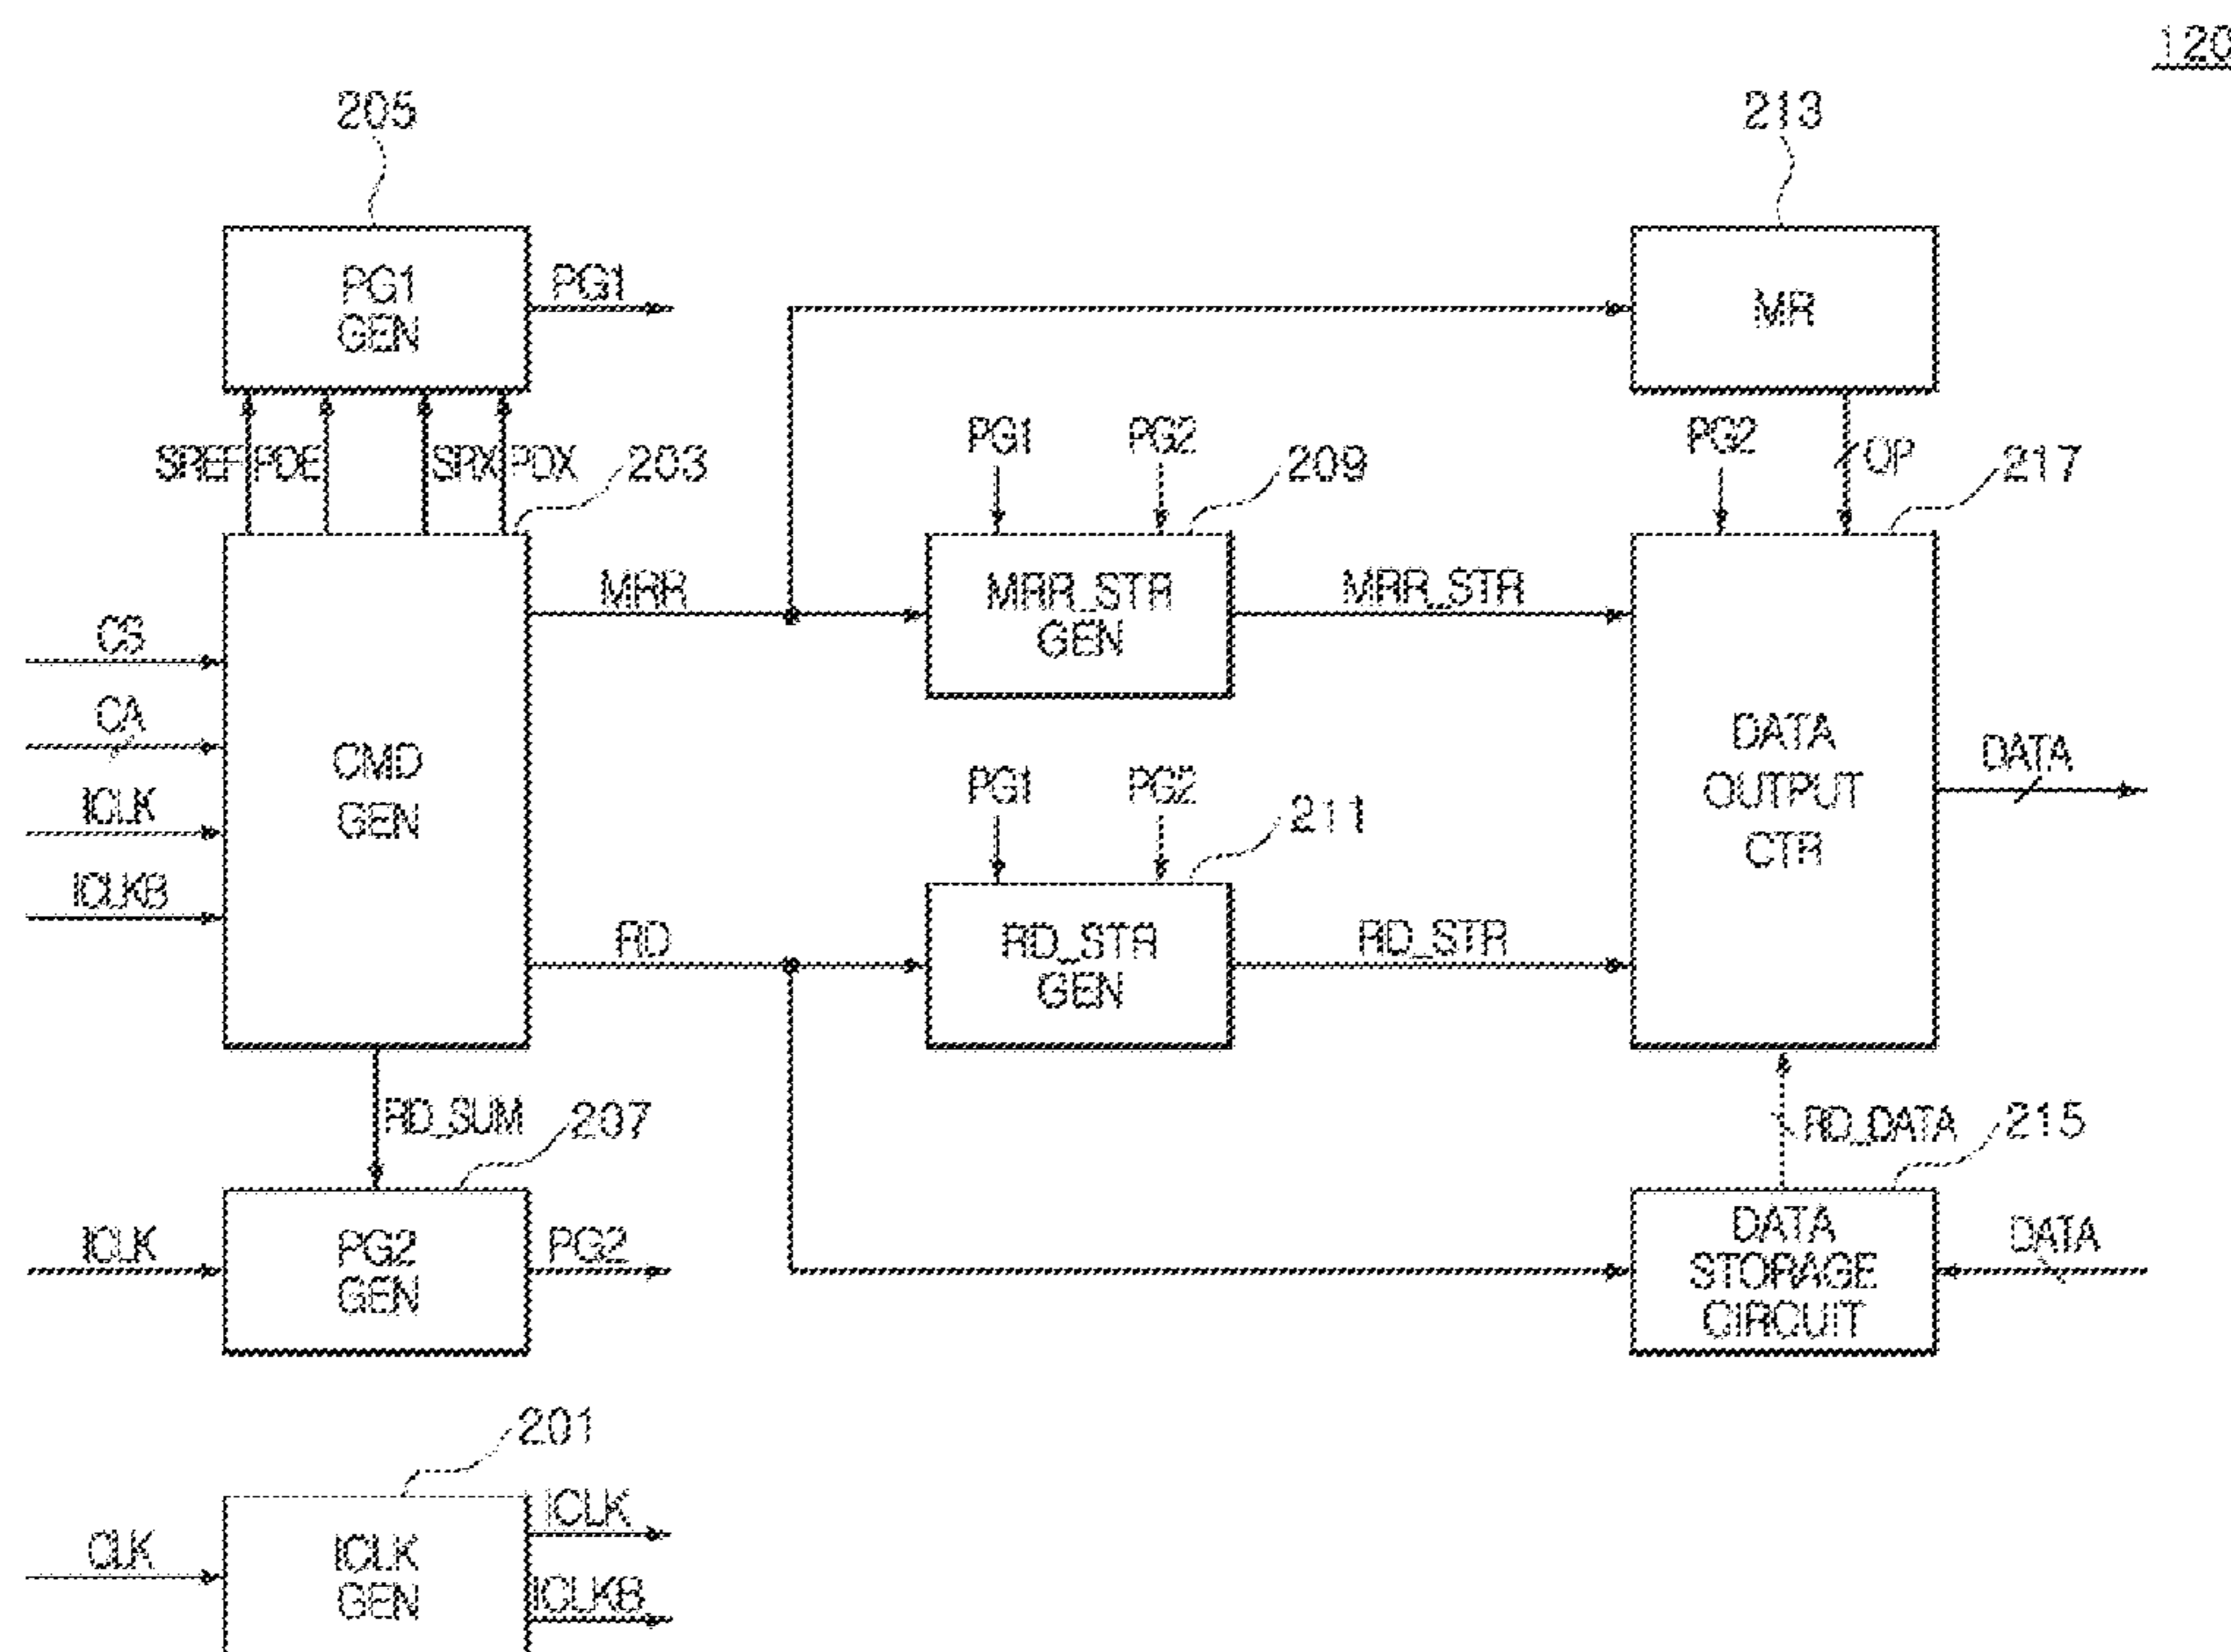 120
205
213
PG1
GEN
PG1
MR
SREF
PDE
SRX
PDX
203
PG1
PG2
209
PG2
OP
217
CS
CA
ICLK
ICLKB
CMD
GEN
MRR
MRR_STR
GEN
MRR_STR
DATA
OUTPUT
CTR
DATA
PG1
PG2
211
RD
RD_STR
GEN
RD_STR
RD_SUM
207
RD_DATA
215
ICLK
PG2
GEN
PG2
DATA
STORAGE
CIRCUIT
DATA
201
CLK
ICLK
GEN
ICLK
ICLKB